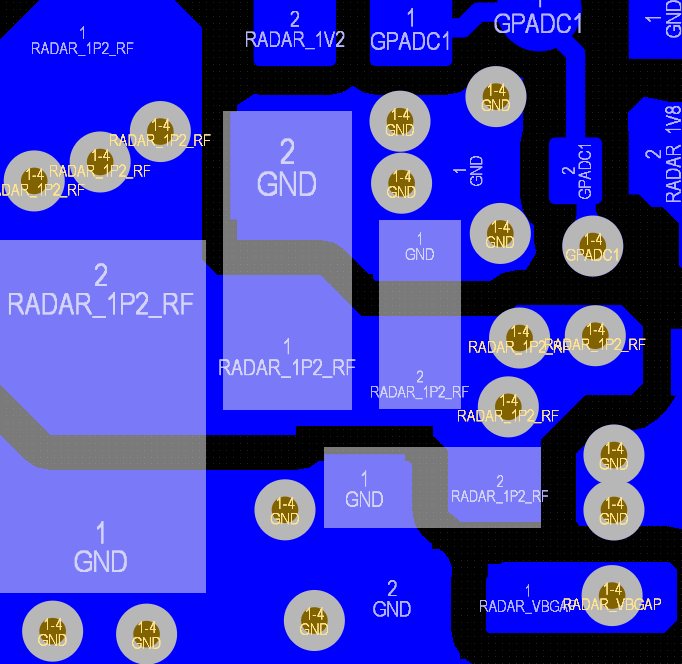 1
RADAR_1P2_RF
2
RADAR_1V2
1
GPADC1
1
GPADC1
1
GND
1-4
RADAR_1P2_RF
1-4
RADAR_1P2_RF
1-4
RADAR_1P2_RF
2
GND
1-4
GND
1-4
GND
1-4
GND
1
GND
1-4
GND
2
GPADC1
2
RADAR_1V8
1-4
GPADC1
2
RADAR_1P2_RF
1
GND
1
RADAR_1P2_RF
2
RADAR_1P2_RF
1-4
RADAR_1P2_RF
1-4
RADAR_1P2_RF
1-4
RADAR_1P2_RF
1
GND
2
RADAR_1P2_RF
1-4
GND
1-4
GND
1-4
GND
1
GND
2
GND
1
RADAR_VBGAP
1-4
RADAR_VBGAP
1-4
GND
1-4
GND
1-4
GND